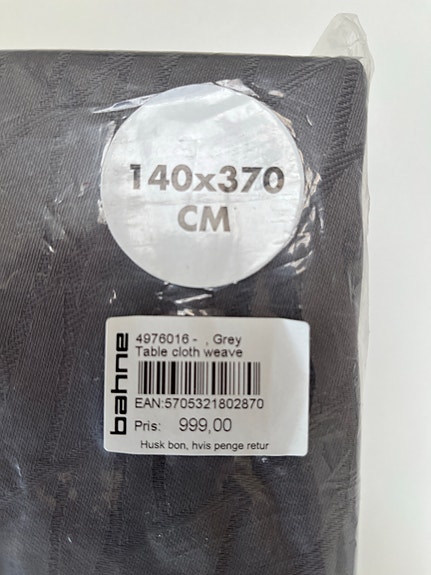 140x370
CM
bahne
4976016 - , Grey
Table cloth weave
EAN:5705321802870
Pris: 999,00
Husk bon, hvis penge retur